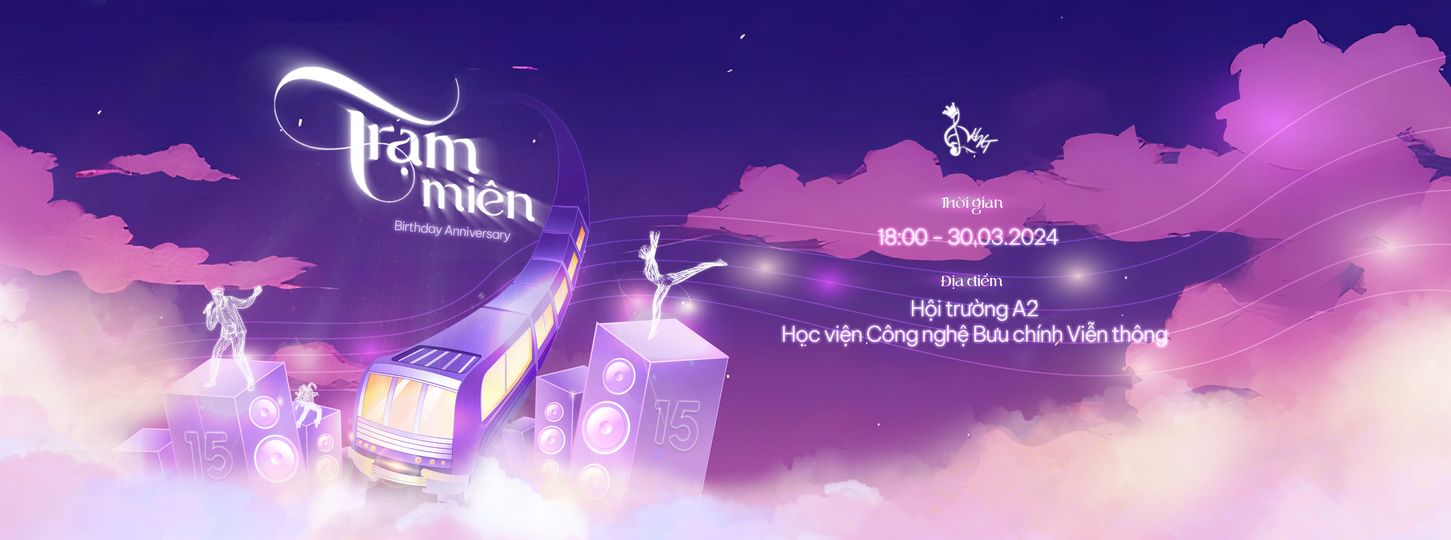 Trạm
miên
Birthday Anniversary
15
15
Thời gian
18:00 - 30.03.2024
Địa điểm
Hội trường A2
Học viện Công nghệ Bưu chính Viễn thông